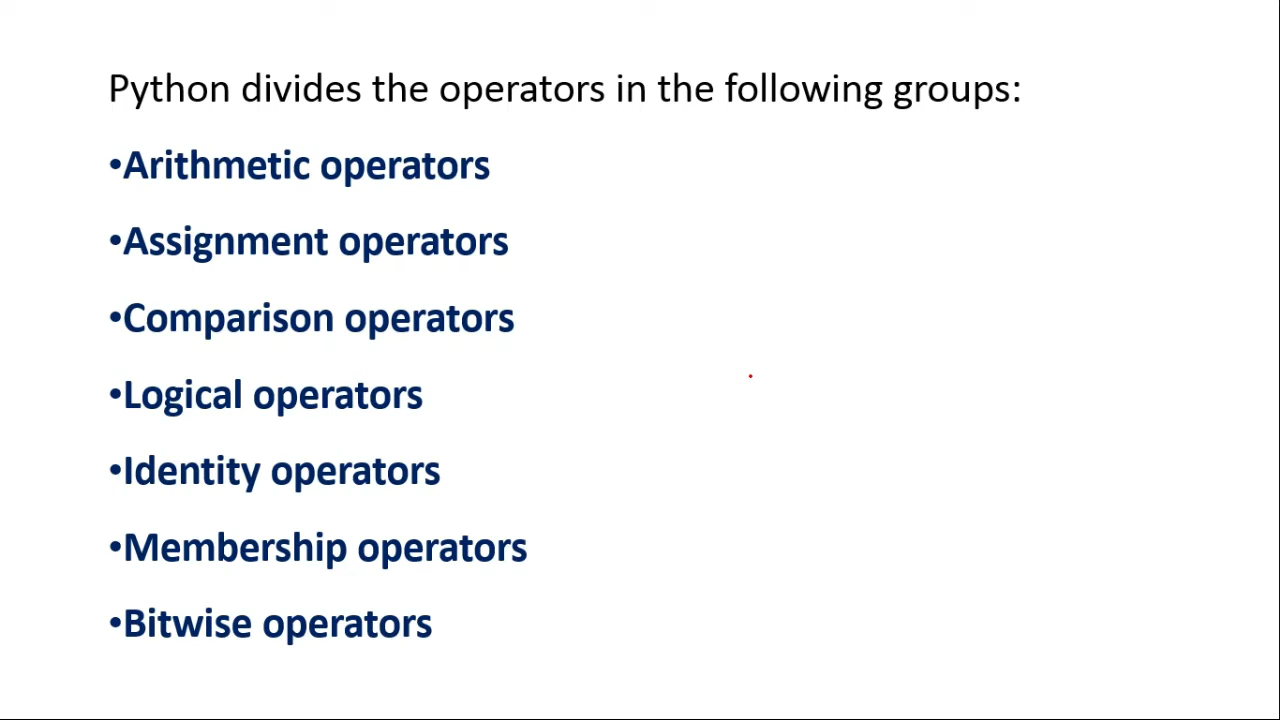 Python divides the operators in the following groups:
•Arithmetic operators
•Assignment operators
•Comparison operators
•Logical operators
•Identity operators
•Membership operators
•Bitwise operators